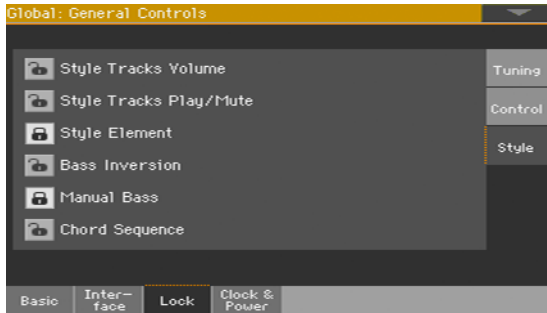 Global: General Controls
Style Tracks Volume
Style Tracks Play/Mute
Style Element
Bass Inversion
Manual Bass
Chord Sequence
Tuning
Control
Style
Basic
Inter-
face
Lock
Clock &
Power